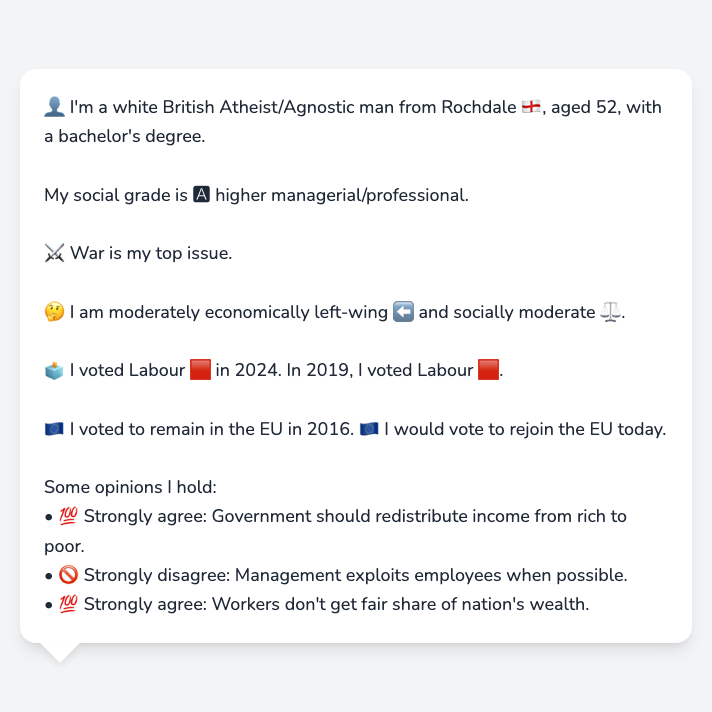 👤 I'm a white British Atheist/Agnostic man from Rochdale 🏴󠁧󠁢󠁥󠁮󠁧󠁿, aged 52, with
a bachelor's degree.
My social grade is 🅰 higher managerial/professional.
⚔️ War is my top issue.
🤔 I am moderately economically left-wing ⬅️ and socially moderate ⚖️.
🗳️ I voted Labour 🟥 in 2024. In 2019, I voted Labour 🟥.
🇪🇺 I voted to remain in the EU in 2016. 🇪🇺 I would vote to rejoin the EU today.
Some opinions I hold:
• 💯 Strongly agree: Government should redistribute income from rich to
poor.
• 🚫 Strongly disagree: Management exploits employees when possible.
• 💯 Strongly agree: Workers don't get fair share of nation's wealth.